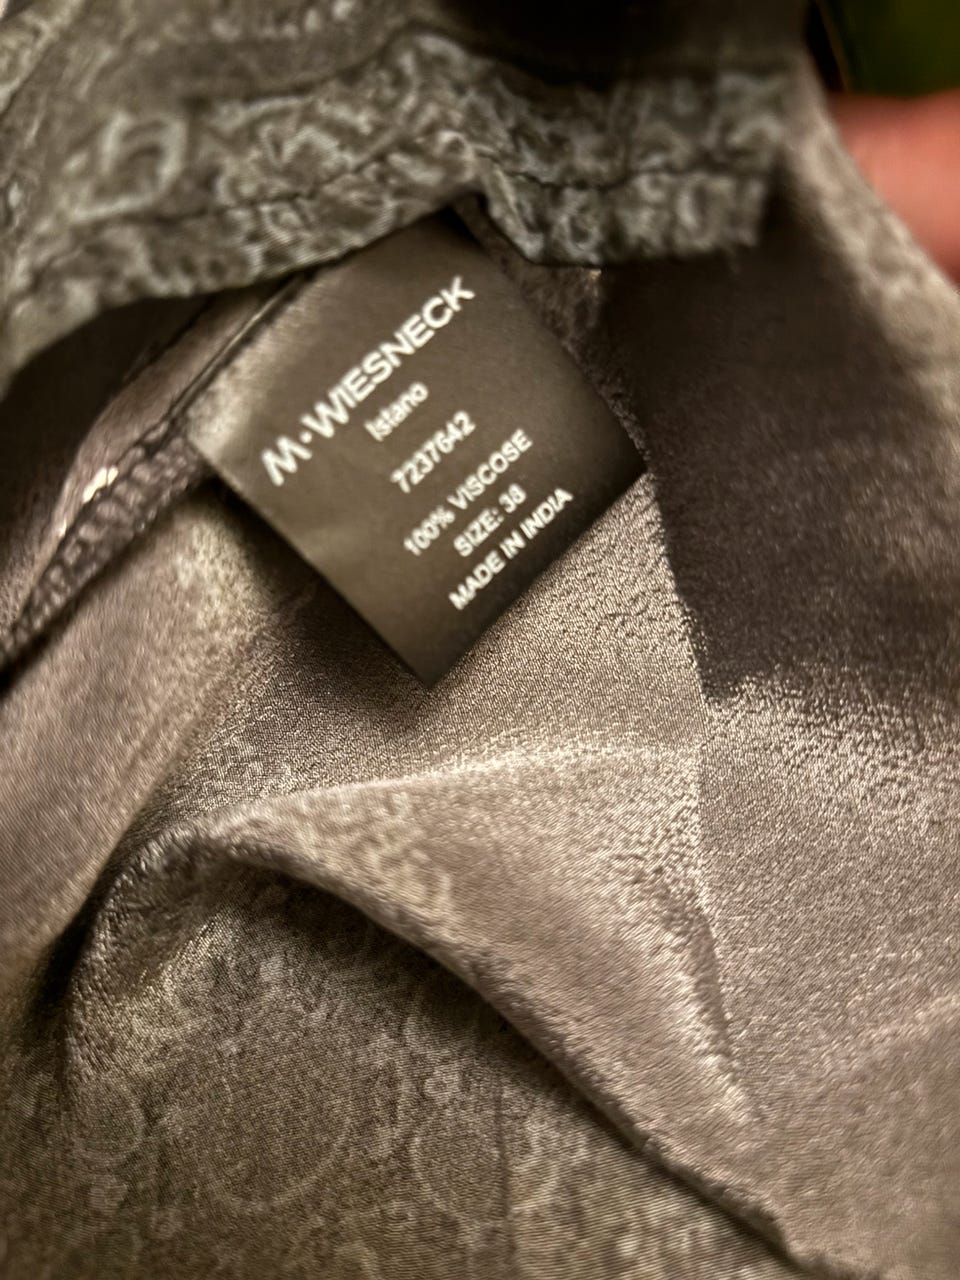 M·WIESNECK
Istano
7237642
100% VISCOSE
SIZE: 38
MADE IN INDIA